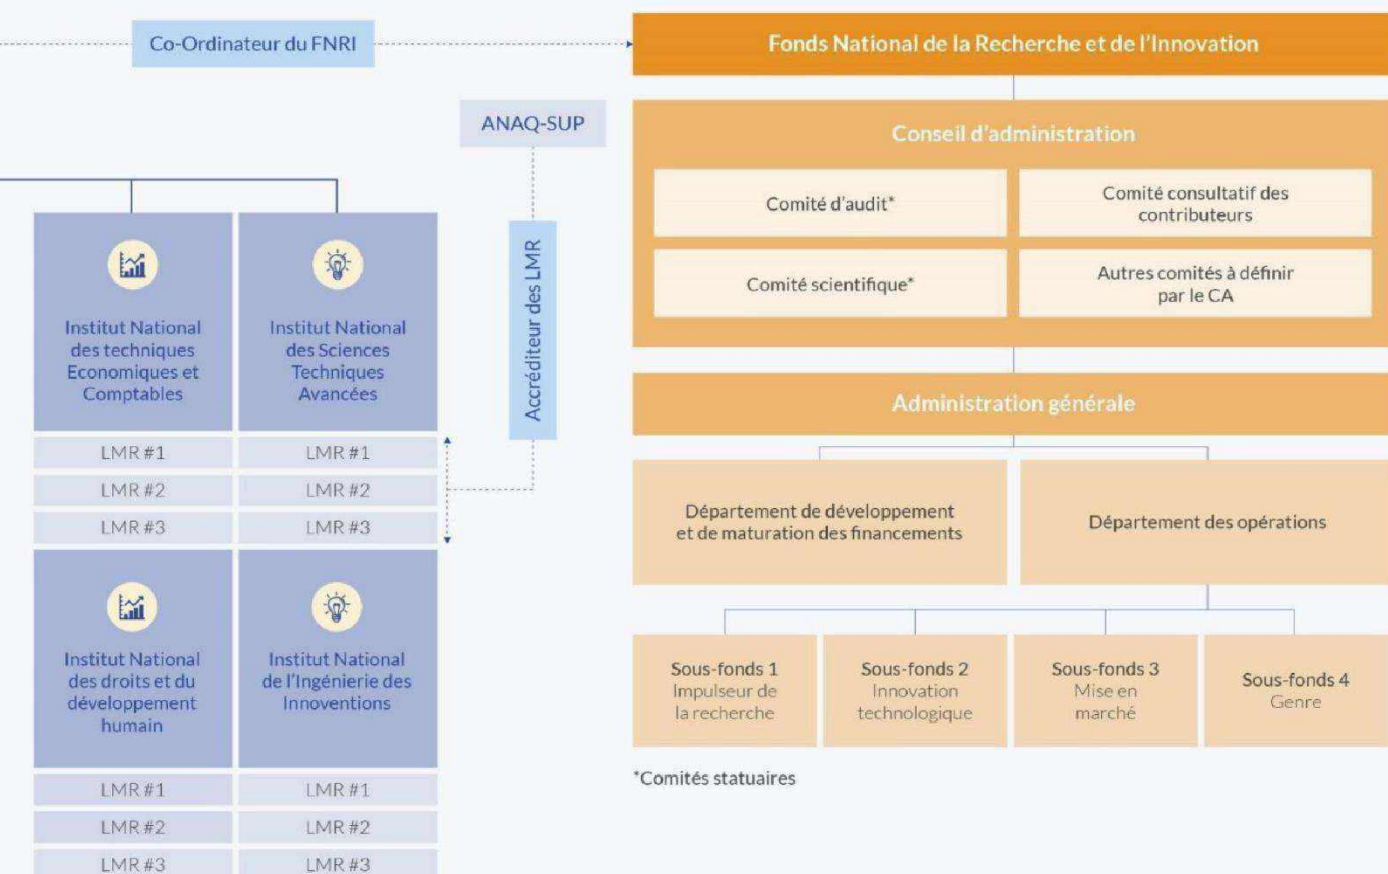 Co-Ordinateur du FNRI
Fonds National de la Recherche et de l'Innovation
ANAQ-SUP
Accréditeur des LMR
Institut National
des techniques
Economiques et
Comptables
LMR #1
LMR #2
LMR #3
Institut National
des Sciences
Techniques
Avancées
LMR #1
LMR #2
LMR #3
Institut National
des droits et du
développement
humain
LMR #1
LMR #2
LMR #3
Institut National
de l'Ingénierie des
Innoventions
LMR #1
LMR #2
LMR #3
Conseil d'administration
Comité d'audit*
Comité consultatif des
contributeurs
Comité scientifique*
Autres comités à définir
par le CA
Administration générale
Département de développement
et de maturation des financements
Département des opérations
Sous-fonds 1
Impulseur de
la recherche
Sous-fonds 2
Innovation
technologique
Sous-fonds 3
Mise en
marché
Sous-fonds 4
Genre
*Comités statuaires